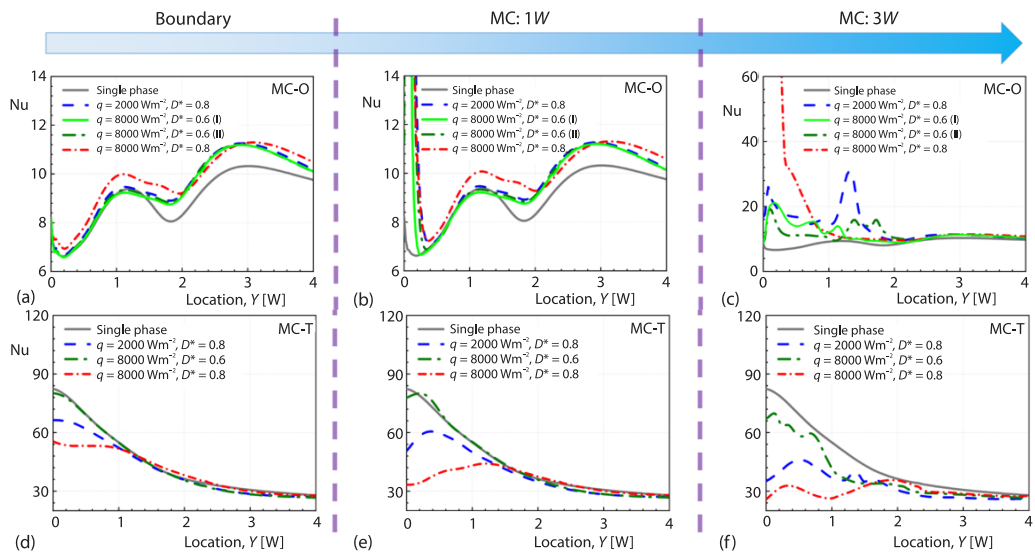 Boundary
MC: 1W
MC: 3W
14
12
10
8
6
Nu
MC-O
Single phase
q = 2000 Wm⁻², D* = 0.8
q = 8000 Wm⁻², D* = 0.6 (I)
q = 8000 Wm⁻², D* = 0.6 (II)
q = 8000 Wm⁻², D* = 0.8
0 1 2 3 4
(a)
Location, Y [W]
14
12
10
8
6
Nu
MC-O
Single phase
q = 2000 Wm⁻², D* = 0.8
q = 8000 Wm⁻², D* = 0.6 (I)
q = 8000 Wm⁻², D* = 0.6 (II)
q = 8000 Wm⁻², D* = 0.8
0 1 2 3 4
(b)
Location, Y [W]
60
40
20
0
Nu
MC-O
Single phase
q = 2000 Wm⁻², D* = 0.8
q = 8000 Wm⁻², D* = 0.6 (I)
q = 8000 Wm⁻², D* = 0.6 (II)
q = 8000 Wm⁻², D* = 0.8
0 1 2 3 4
(c)
Location, Y [W]
120
90
60
30
Nu
MC-T
Single phase
q = 2000 Wm⁻², D* = 0.8
q = 8000 Wm⁻², D* = 0.6
q = 8000 Wm⁻², D* = 0.8
0 1 2 3 4
(d)
Location, Y [W]
120
90
60
30
Nu
MC-T
Single phase
q = 2000 Wm⁻², D* = 0.8
q = 8000 Wm⁻², D* = 0.6
q = 8000 Wm⁻², D* = 0.8
0 1 2 3 4
(e)
Location, Y [W]
120
90
60
30
Nu
MC-T
Single phase
q = 2000 Wm⁻², D* = 0.8
q = 8000 Wm⁻², D* = 0.6
q = 8000 Wm⁻², D* = 0.8
0 1 2 3 4
(f)
Location, Y [W]